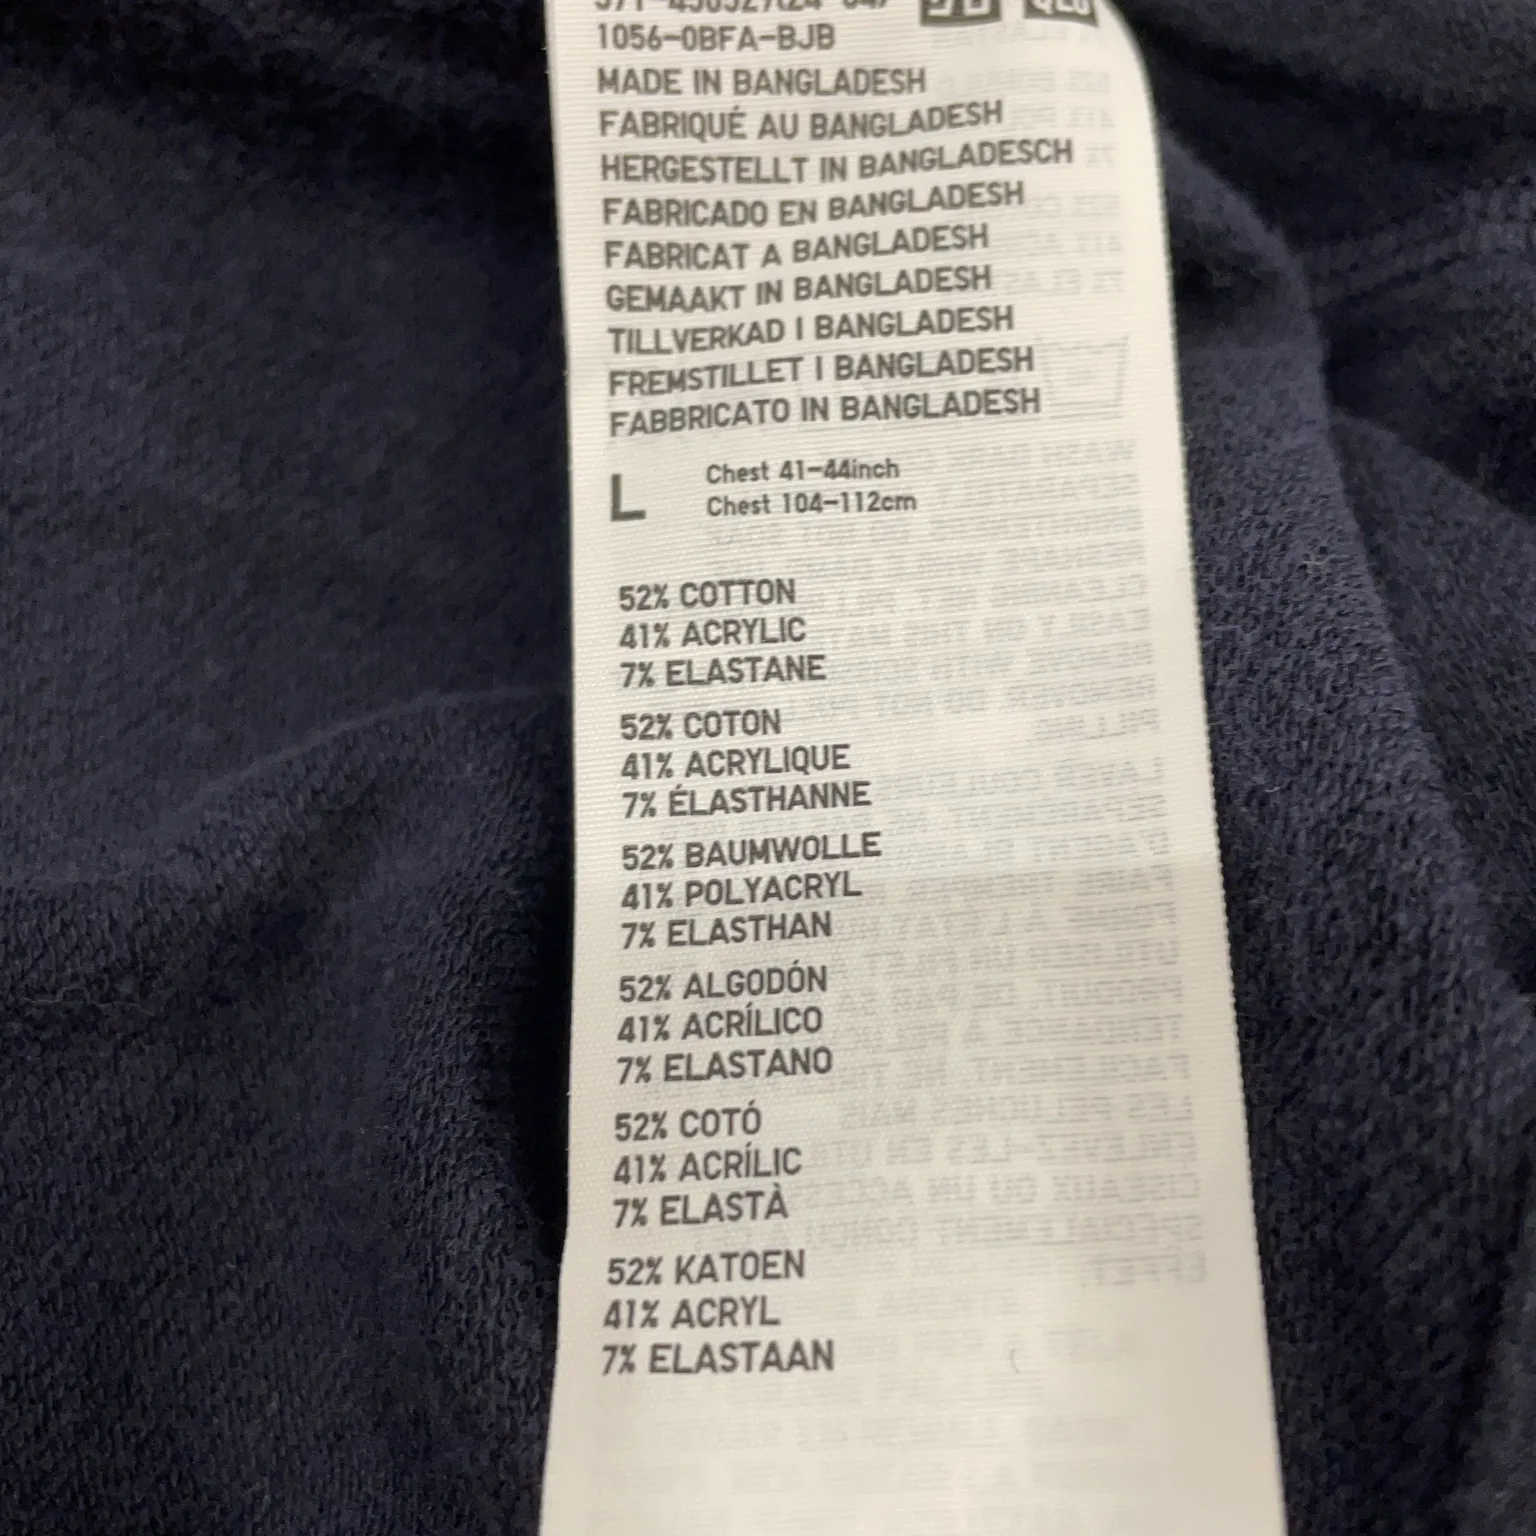 1056-0BFA-BJB
MADE IN BANGLADESH
FABRIQUÉ AU BANGLADESH
HERGESTELLT IN BANGLADESCH
FABRICADO EN BANGLADESH
FABRICAT A BANGLADESH
GEMAAKT IN BANGLADESH
TILLVERKAD I BANGLADESH
FREMSTILLET I BANGLADESH
FABBRICATO IN BANGLADESH
L
Chest 41-44inch
Chest 104-112cm
52% COTTON
41% ACRYLIC
7% ELASTANE
52% COTON
41% ACRYLIQUE
7% ÉLASTHANNE
52% BAUMWOLLE
41% POLYACRYL
7% ELASTHAN
52% ALGODÓN
41% ACRÍLICO
7% ELASTANO
52% COTÓ
41% ACRÍLIC
7% ELASTÀ
52% KATOEN
41% ACRYL
7% ELASTAAN